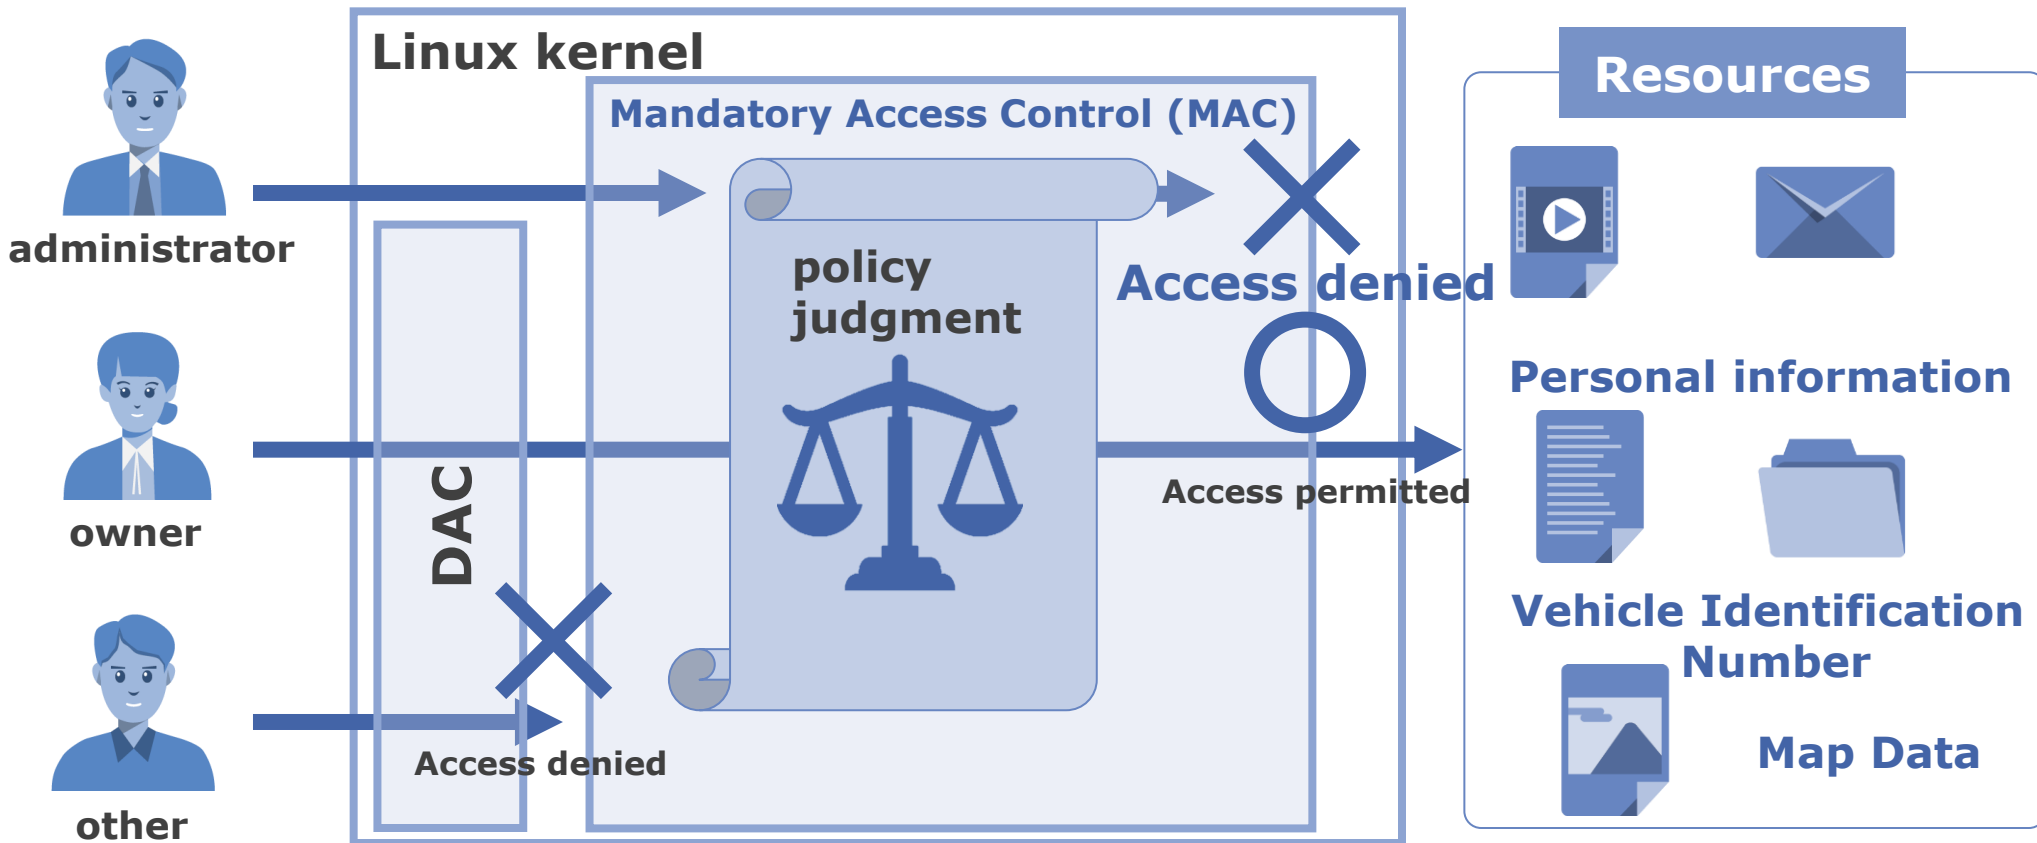 Linux kernel
Mandatory Access Control (MAC)
Resources
administrator
policy
judgment
Access denied
Personal information
owner
DAC
Access permitted
Vehicle Identification
Number
Access denied
Map Data
other